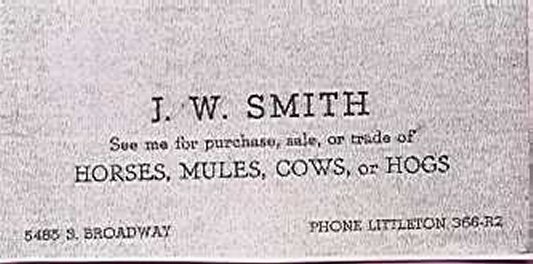 J. W. SMITH
See me for purchase, sale, or trade of
HORSES, MULES, COWS, or HOGS
5485 S. BROADWAY
PHONE LITTLETON 366-R2